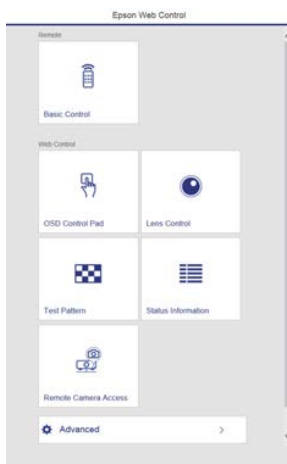 Epson Web Control
Remote
Basic Control
Web Control
OSD Control Pad
Lens Control
Test Pattern
Status Information
Remote Camera Access
Advanced